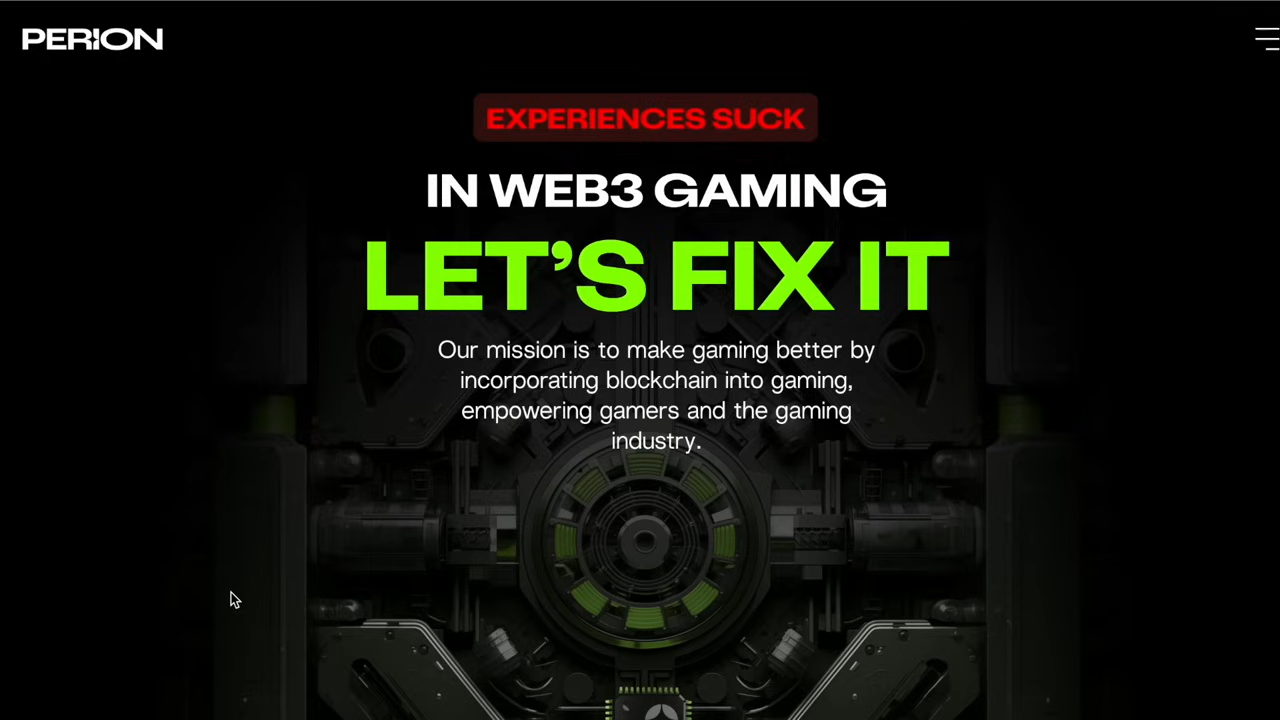 PERION
EXPERIENCES SUCK
IN WEB3 GAMING
LET’S FIX IT
Our mission is to make gaming better by
incorporating blockchain into gaming,
empowering gamers and the gaming
industry.